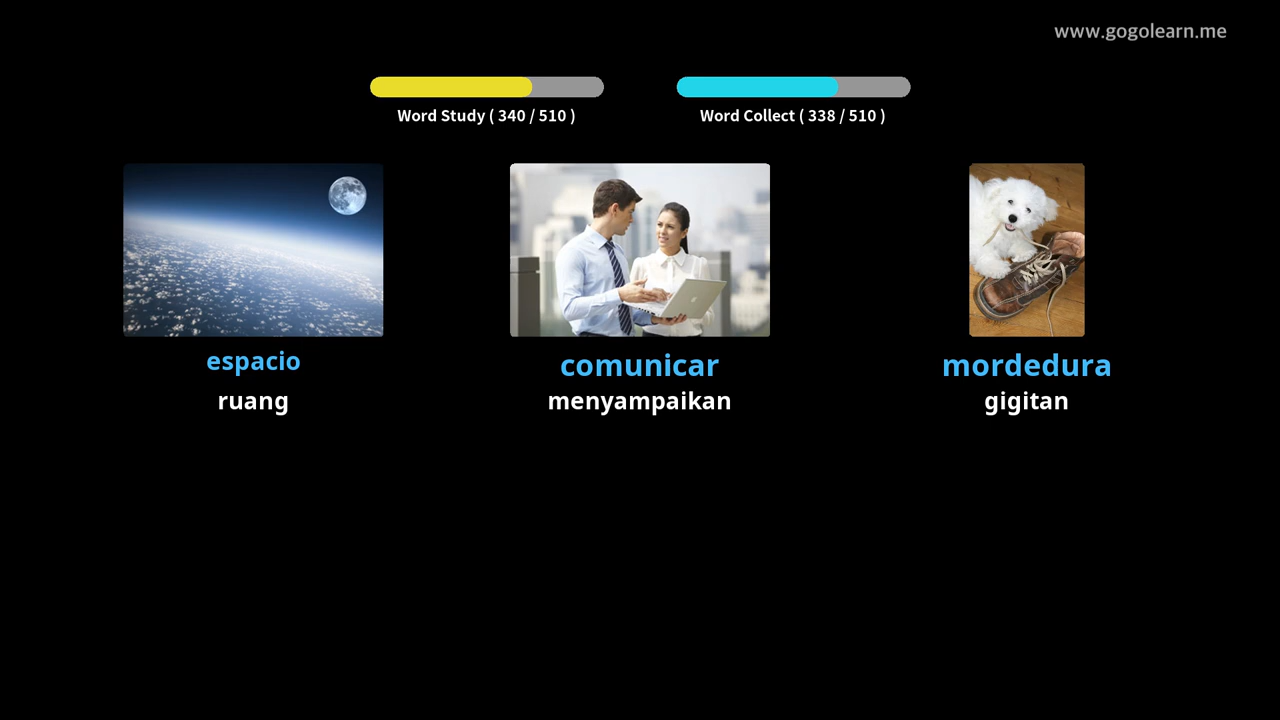 www.gogolearn.me
Word Study ( 340 / 510 )
Word Collect ( 338 / 510 )
espacio
ruang
comunicar
menyampaikan
mordedura
gigitan